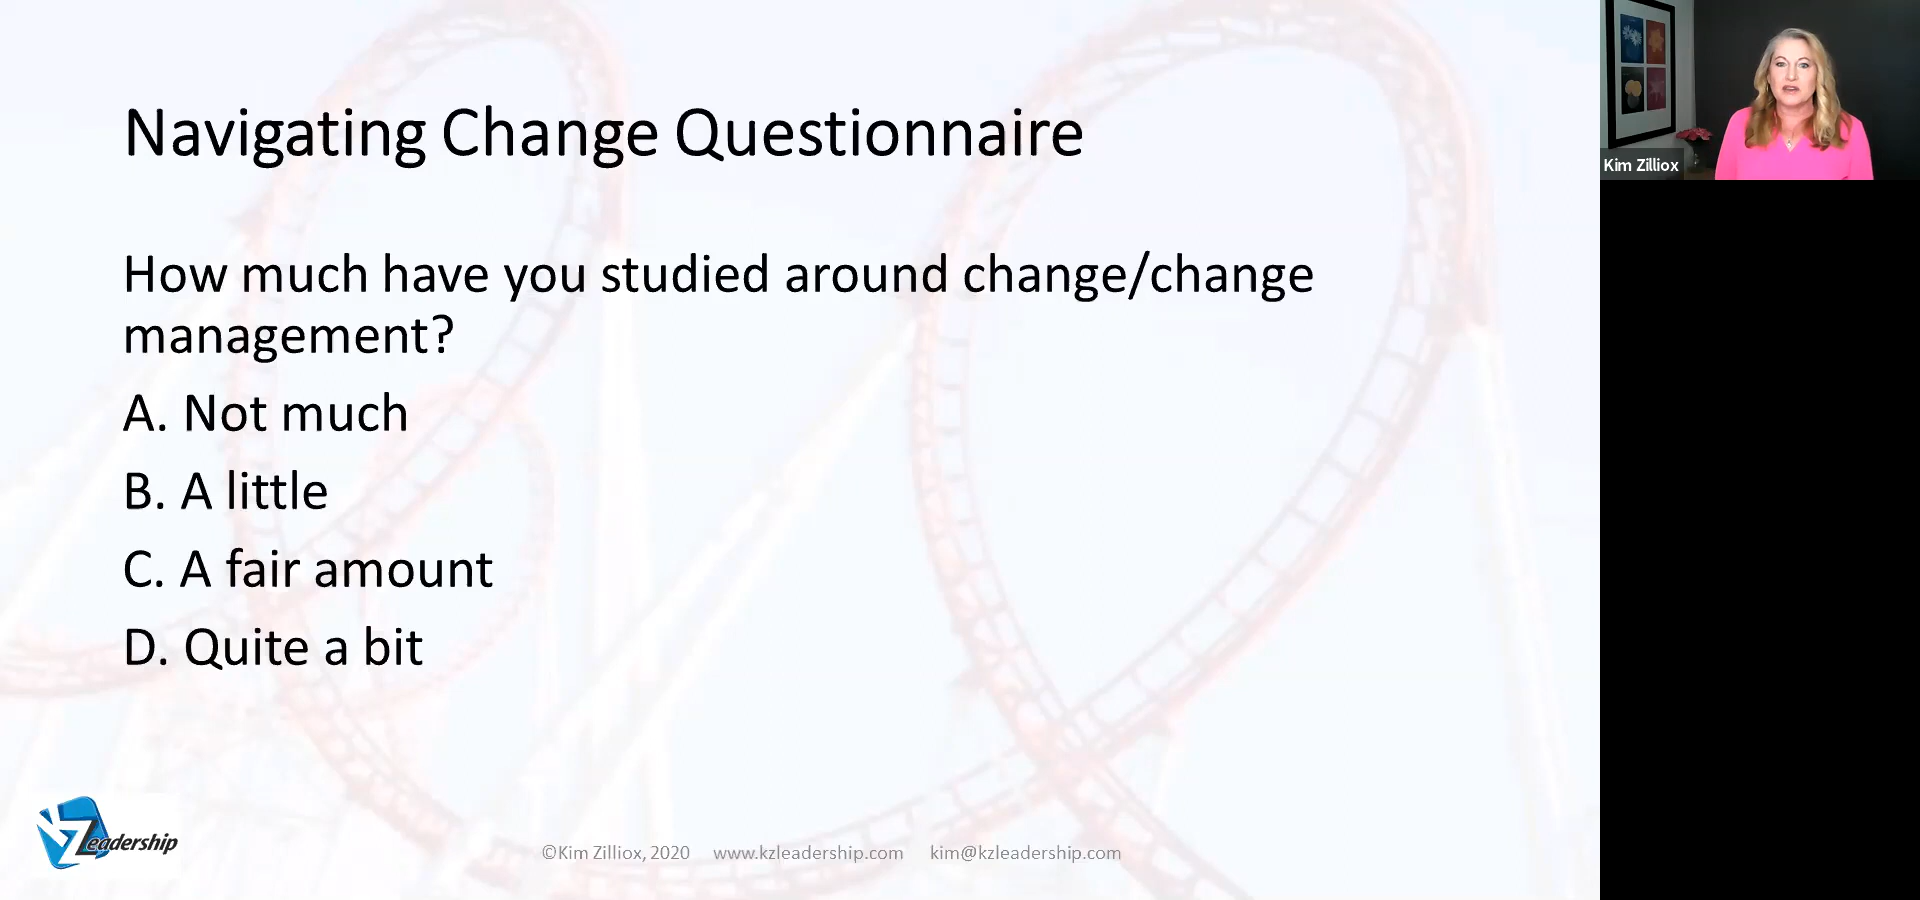 Navigating Change Questionnaire
Kim Zilliox
How much have you studied around change/change
management?
A. Not much
B. A little
C. A fair amount
D. Quite a bit
KZLeadership
©Kim Zilliox, 2020 www.kzleadership.com kim@kzleadership.com